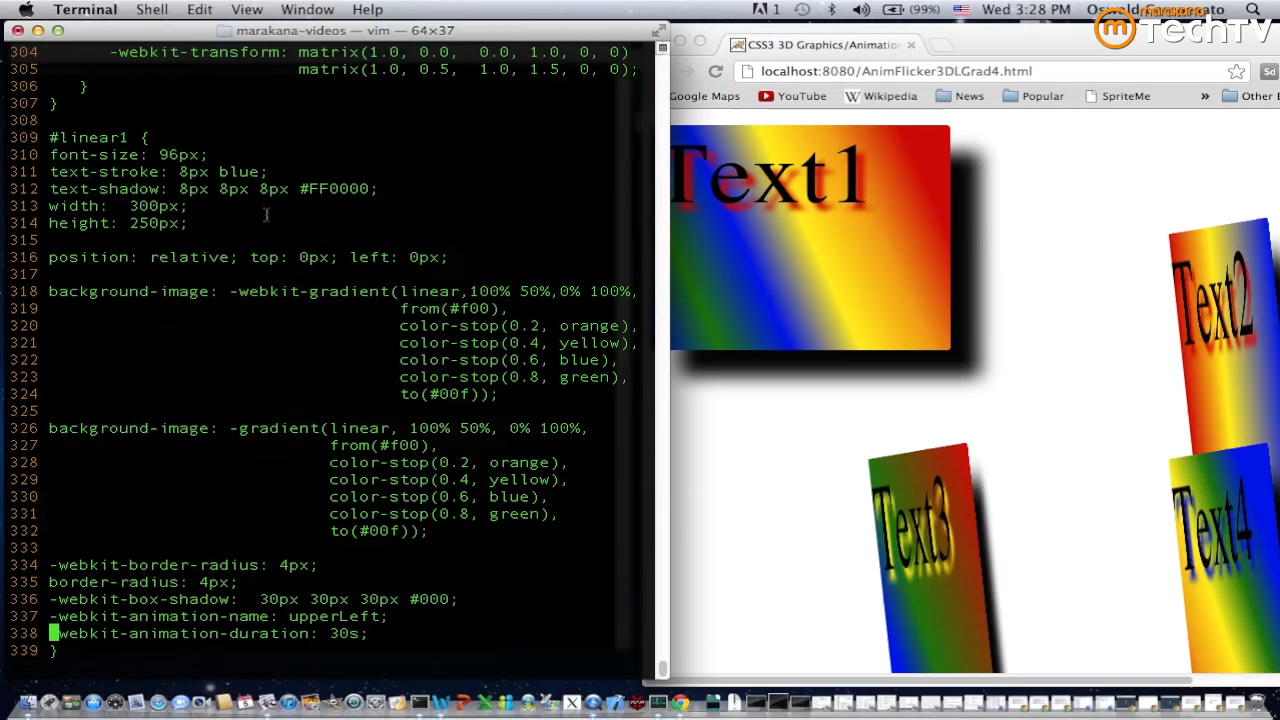 Terminal Shell Edit View Window Help
1 (99%) Wed 3:28 PM
marakana
TechTV
marakana-videos — vim — 64×37
304 -webkit-transform: matrix(1.0, 0.0, 0.0, 1.0, 0, 0)
305 matrix(1.0, 0.5, 1.0, 1.5, 0, 0);
306 }
307 }
308
309 #linear1 {
310 font-size: 96px;
311 text-stroke: 8px blue;
312 text-shadow: 8px 8px 8px #FF0000;
313 width: 300px;
314 height: 250px;
315
316 position: relative; top: 0px; left: 0px;
317
318 background-image: -webkit-gradient(linear,100% 50%,0% 100%,
319 from(#f00),
320 color-stop(0.2, orange),
321 color-stop(0.4, yellow),
322 color-stop(0.6, blue),
323 color-stop(0.8, green),
324 to(#00f));
325
326 background-image: -gradient(linear, 100% 50%, 0% 100%,
327 from(#f00),
328 color-stop(0.2, orange),
329 color-stop(0.4, yellow),
330 color-stop(0.6, blue),
331 color-stop(0.8, green),
332 to(#00f));
333
334 -webkit-border-radius: 4px;
335 border-radius: 4px;
336 -webkit-box-shadow: 30px 30px 30px #000;
337 -webkit-animation-name: upperLeft;
338 webkit-animation-duration: 30s;
339 }
CSS3 3D Graphics/Animation
localhost:8080/AnimFlicker3DLGrad4.html
Sd
Google Maps YouTube Wikipedia News Popular SpriteMe » Other
Text1
Text2
Text3
Text4